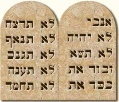 אנכי
לא יהיה
לא תשא
זכור את
כבד את
לא תרצח
לא תנאף
לא תגנב
לא תענה
לא תחמד